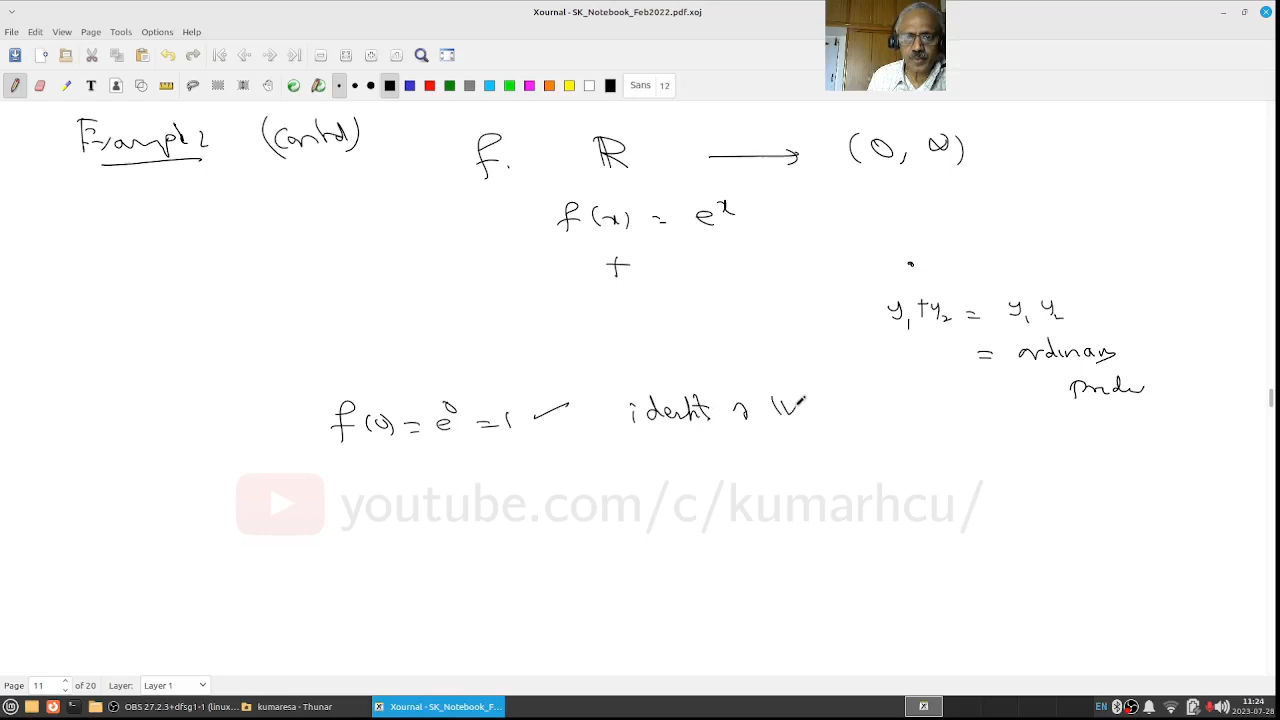 Xournal - SK_Notebook_Feb2022.pdf.xoj
File Edit View Page Tools Options Help
Sans 12
Example (Contd)
f. ℝ ⟶ (0, ∞)
f(x) = e^x
+ .
y₁+y₂ = y₁ y₂
= ordinary
f(0) = e^0 = 1 ✓
youtube.com/c/kumarhcu/
Page 11 of 20 Layer: Layer 1
OBS 27.2.3+dfsg1-1 (linux... kumaresa - Thunar Xournal - SK_Notebook_F... EN 11:24
2023-07-28